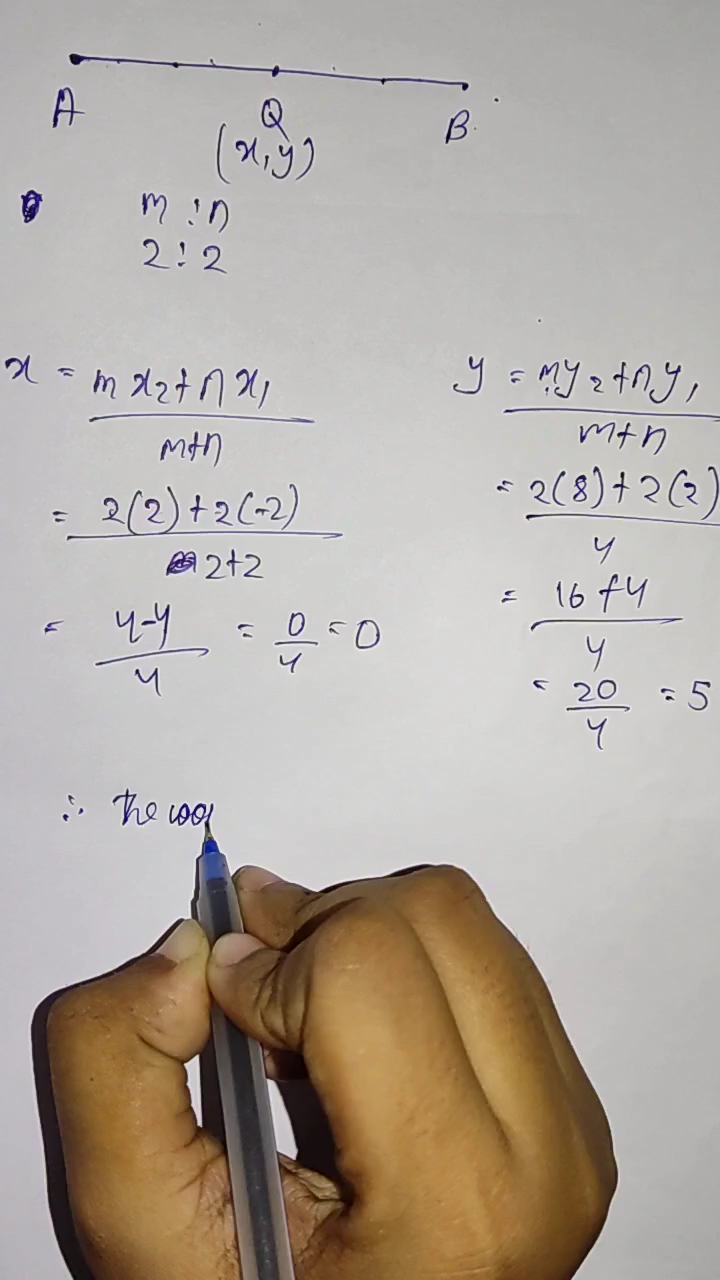 A Q B.
(x, y)
m : n
2 : 2
x = mx₂ + nx₁
m+n
= 2(2) + 2(-2)
2+2
= 4-4 = 0 = 0
4 4
y = my₂ + ny₁
m+n
= 2(8) + 2(2)
4
= 16 + 4
4
= 20 = 5
4
∴ The coo